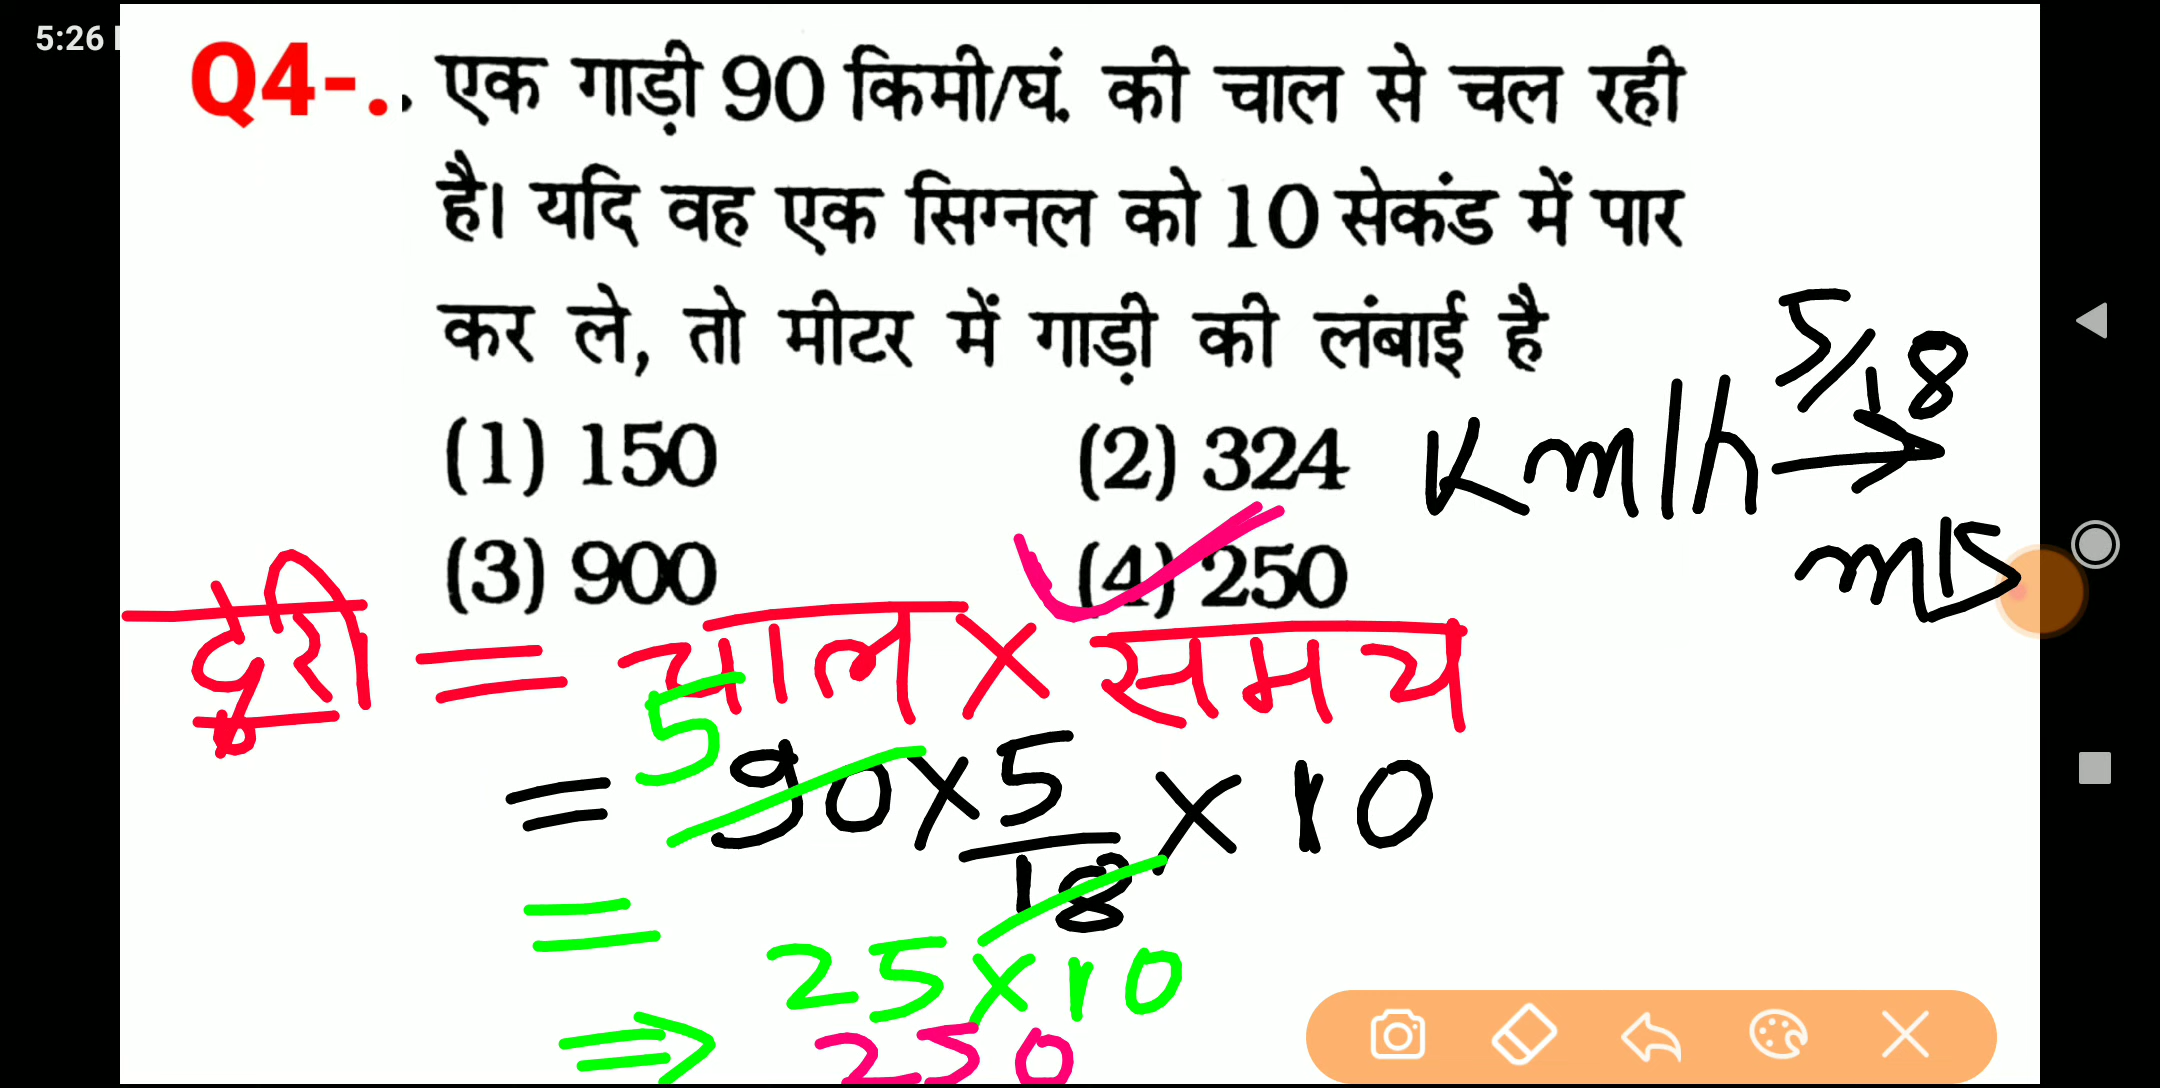 5:26
Q4-. एक गाड़ी 90 किमी/घं. की चाल से चल रही
है। यदि वह एक सिग्नल को 10 सेकंड में पार
कर ले, तो मीटर में गाड़ी की लंबाई है
(1) 150 (2) 324
(3) 900 (4) 250
5/18
Km/h →
m/s
दूरी = चाल × समय
5
= 90 × 5/18 × 10
= 25 × 10
⇒ 250